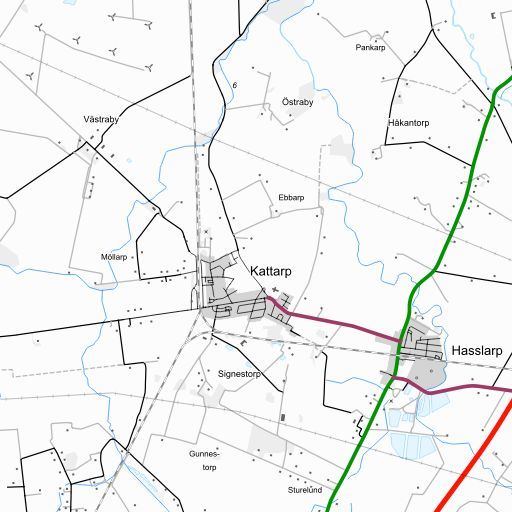 Pankarp
6
Östraby
Västraby
Håkantorp
Ebbarp
Möllarp
Kattarp
Hasslarp
Signestorp
Gunnes-
torp
Sturelund